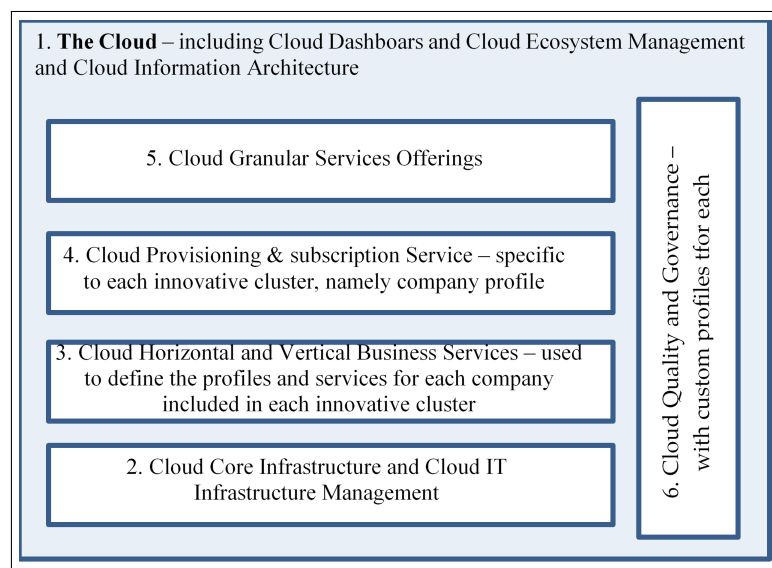 1. The Cloud – including Cloud Dashboars and Cloud Ecosystem Management
and Cloud Information Architecture
5. Cloud Granular Services Offerings
4. Cloud Provisioning & subscription Service – specific
to each innovative cluster, namely company profile
3. Cloud Horizontal and Vertical Business Services – used
to define the profiles and services for each company
included in each innovative cluster
2. Cloud Core Infrastructure and Cloud IT
Infrastructure Management
6. Cloud Quality and Governance –
with custom profiles tfor each